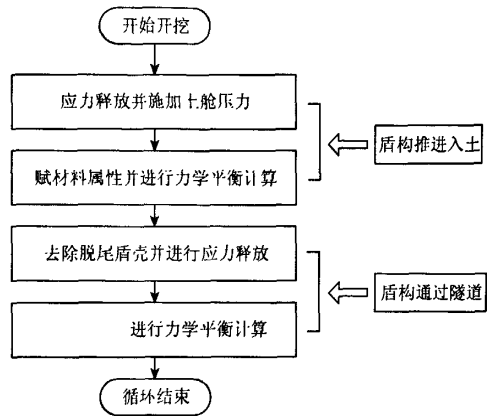 开始开挖
应力释放并施加土舱压力
盾构推进入土
赋材料属性并进行力学平衡计算
去除脱尾盾壳并进行应力释放
盾构通过隧道
进行力学平衡计算
循环结束